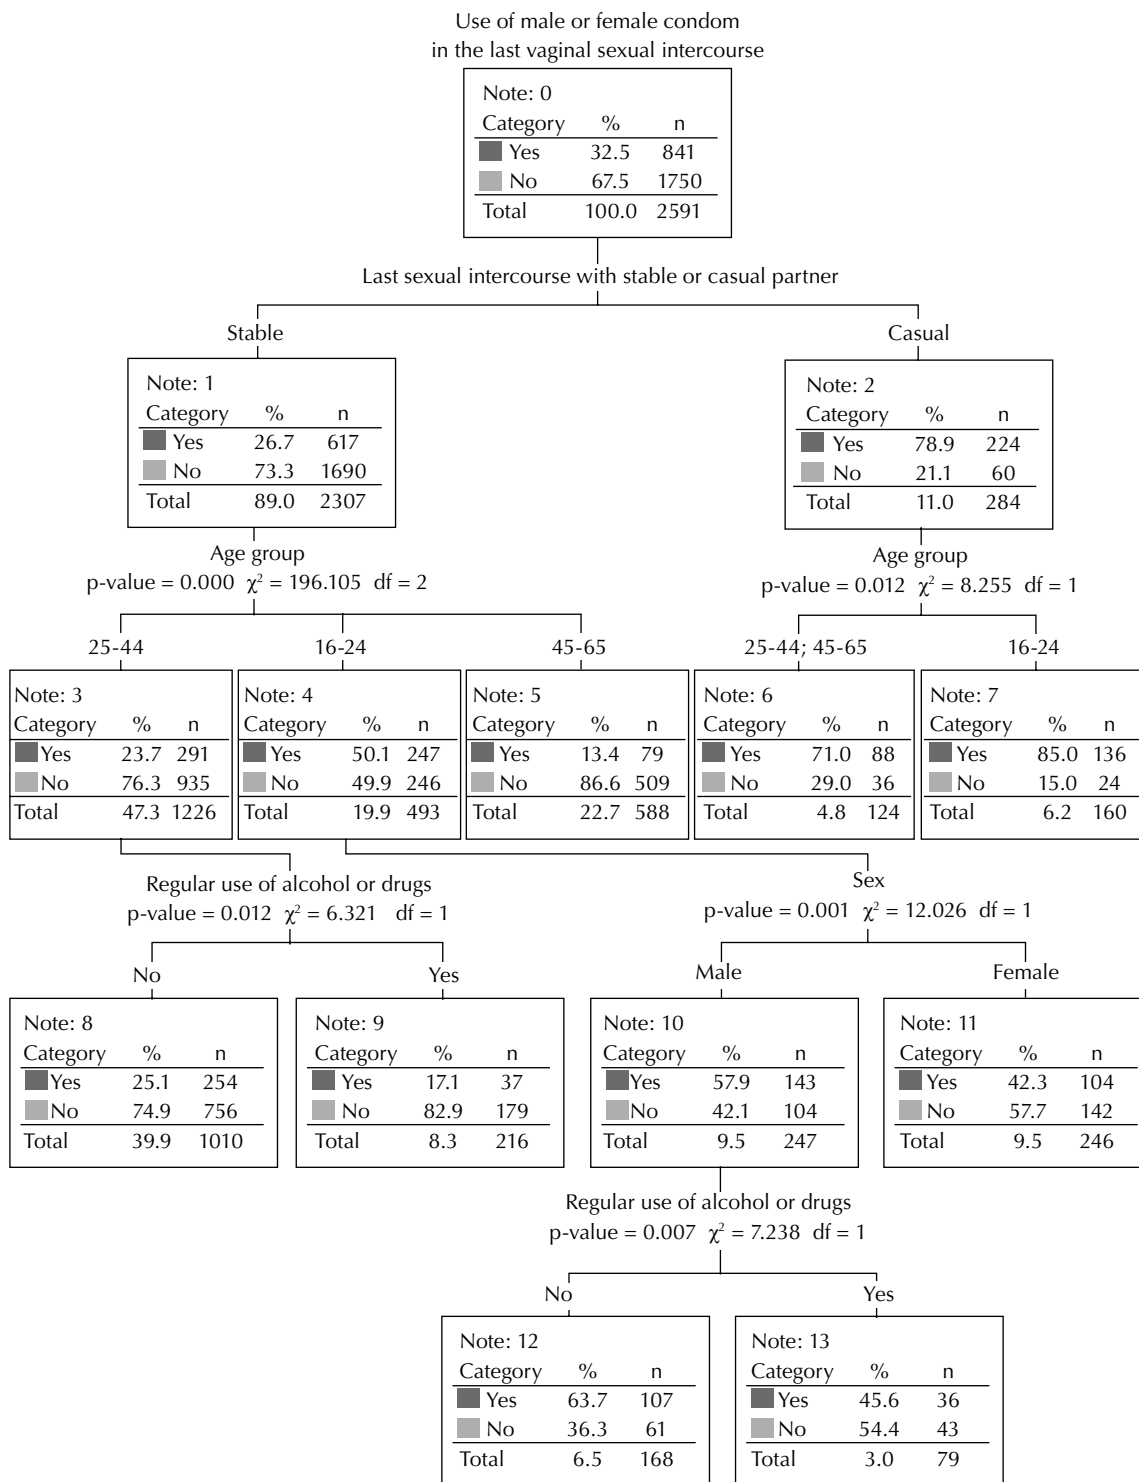 Use of male or female condom
in the last vaginal sexual intercourse
Note: 0
Category % n
Yes 32.5 841
No 67.5 1750
Total 100.0 2591
Last sexual intercourse with stable or casual partner
Stable
Note: 1
Category % n
Yes 26.7 617
No 73.3 1690
Total 89.0 2307
Casual
Note: 2
Category % n
Yes 78.9 224
No 21.1 60
Total 11.0 284
Age group
p-value = 0.000 χ² = 196.105 df = 2
Age group
p-value = 0.012 χ² = 8.255 df = 1
25-44
Note: 3
Category % n
Yes 23.7 291
No 76.3 935
Total 47.3 1226
16-24
Note: 4
Category % n
Yes 50.1 247
No 49.9 246
Total 19.9 493
45-65
Note: 5
Category % n
Yes 13.4 79
No 86.6 509
Total 22.7 588
25-44; 45-65
Note: 6
Category % n
Yes 71.0 88
No 29.0 36
Total 4.8 124
16-24
Note: 7
Category % n
Yes 85.0 136
No 15.0 24
Total 6.2 160
Regular use of alcohol or drugs
p-value = 0.012 χ² = 6.321 df = 1
Sex
p-value = 0.001 χ² = 12.026 df = 1
No
Note: 8
Category % n
Yes 25.1 254
No 74.9 756
Total 39.9 1010
Yes
Note: 9
Category % n
Yes 17.1 37
No 82.9 179
Total 8.3 216
Male
Note: 10
Category % n
Yes 57.9 143
No 42.1 104
Total 9.5 247
Female
Note: 11
Category % n
Yes 42.3 104
No 57.7 142
Total 9.5 246
Regular use of alcohol or drugs
p-value = 0.007 χ² = 7.238 df = 1
No
Note: 12
Category % n
Yes 63.7 107
No 36.3 61
Total 6.5 168
Yes
Note: 13
Category % n
Yes 45.6 36
No 54.4 43
Total 3.0 79